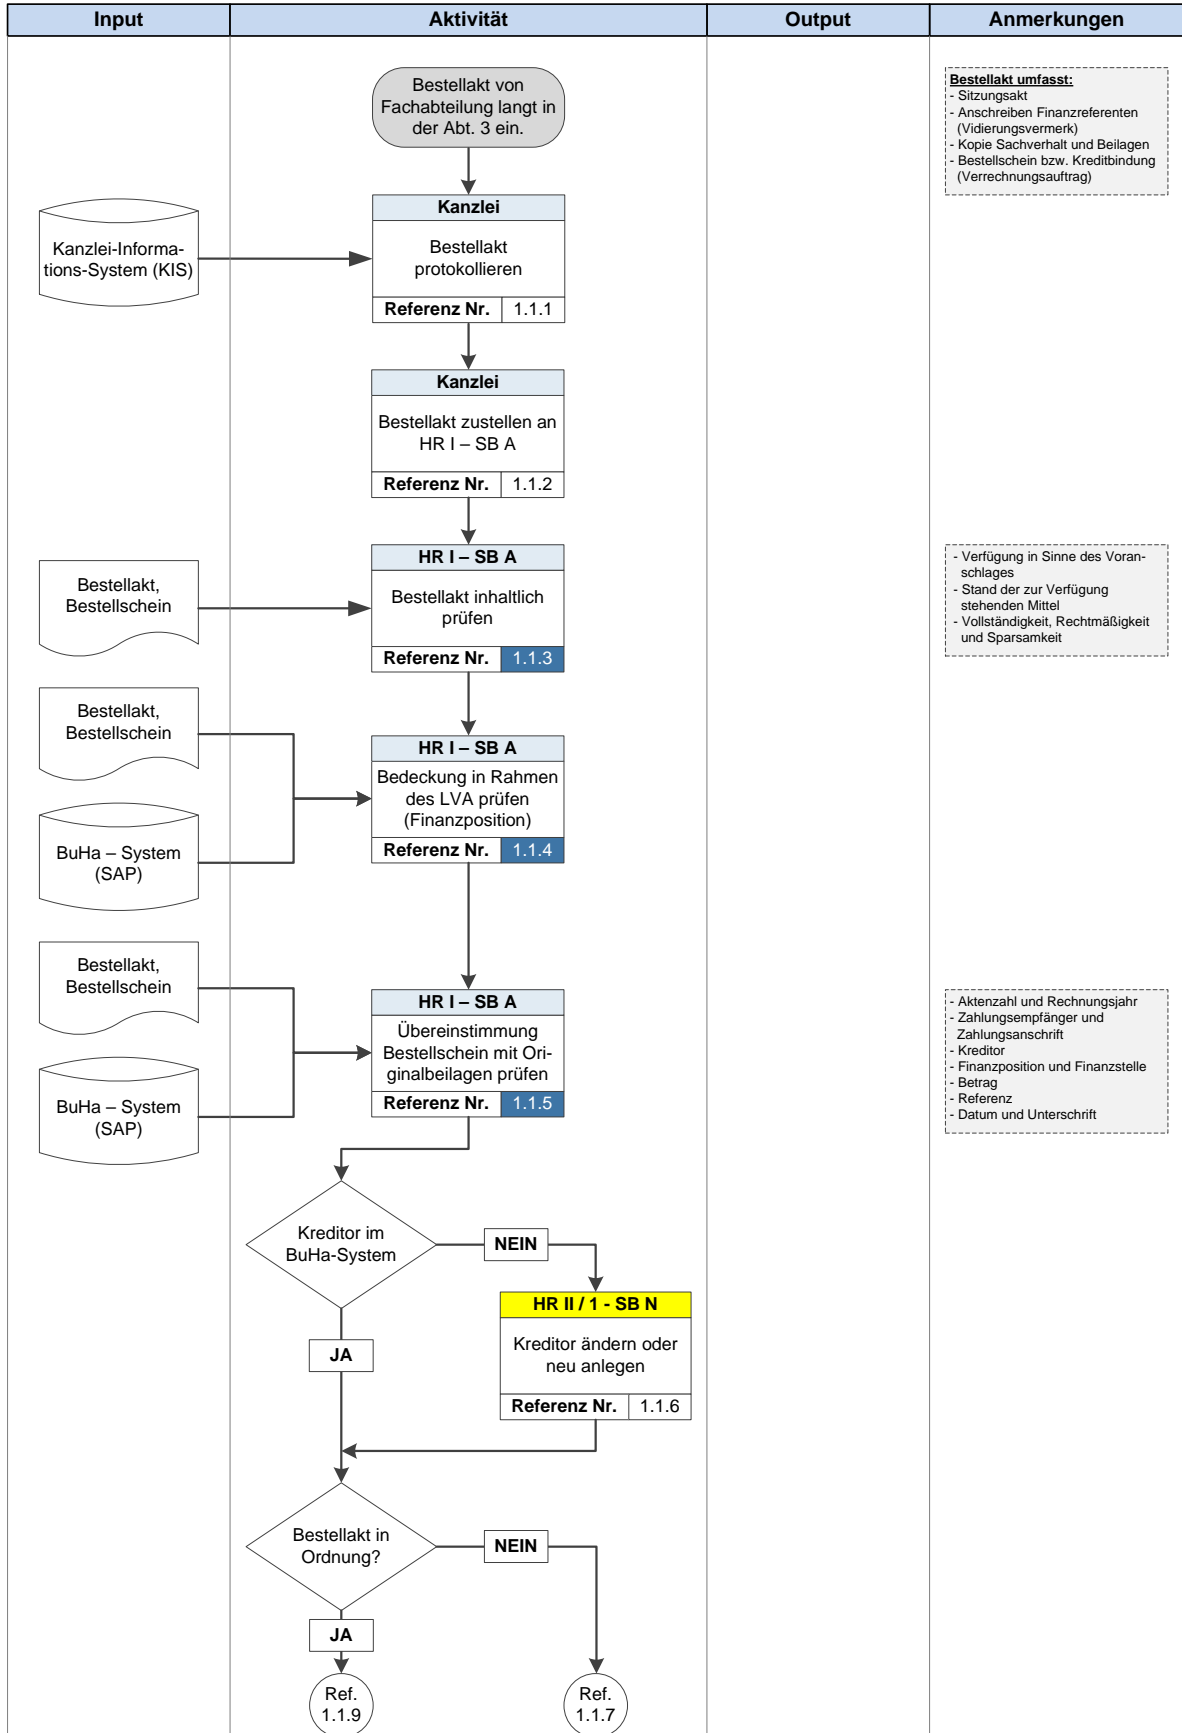 Input
Aktivität
Output
Anmerkungen
Bestellakt von
Fachabteilung langt in
der Abt. 3 ein.
Bestellakt umfasst:
- Sitzungsakt
- Anschreiben Finanzreferenten
(Vidierungsvermerk)
- Kopie Sachverhalt und Beilagen
- Bestellschein bzw. Kreditbindung
(Verrechnungsauftrag)
Kanzlei-Informa-
tions-System (KIS)
Kanzlei
Bestellakt
protokollieren
Referenz Nr. 1.1.1
Kanzlei
Bestellakt zustellen an
HR I – SB A
Referenz Nr. 1.1.2
Bestellakt,
Bestellschein
HR I – SB A
Bestellakt inhaltlich
prüfen
Referenz Nr. 1.1.3
- Verfügung in Sinne des Voran-
schlages
- Stand der zur Verfügung
stehenden Mittel
- Vollständigkeit, Rechtmäßigkeit
und Sparsamkeit
Bestellakt,
Bestellschein
BuHa – System
(SAP)
HR I – SB A
Bedeckung in Rahmen
des LVA prüfen
(Finanzposition)
Referenz Nr. 1.1.4
Bestellakt,
Bestellschein
BuHa – System
(SAP)
HR I – SB A
Übereinstimmung
Bestellschein mit Ori-
ginalbeilagen prüfen
Referenz Nr. 1.1.5
- Aktenzahl und Rechnungsjahr
- Zahlungsempfänger und
Zahlungsanschrift
- Kreditor
- Finanzposition und Finanzstelle
- Betrag
- Referenz
- Datum und Unterschrift
Kreditor im
BuHa-System
NEIN
HR II / 1 - SB N
Kreditor ändern oder
neu anlegen
Referenz Nr. 1.1.6
JA
Bestellakt in
Ordnung?
NEIN
JA
Ref.
1.1.9
Ref.
1.1.7